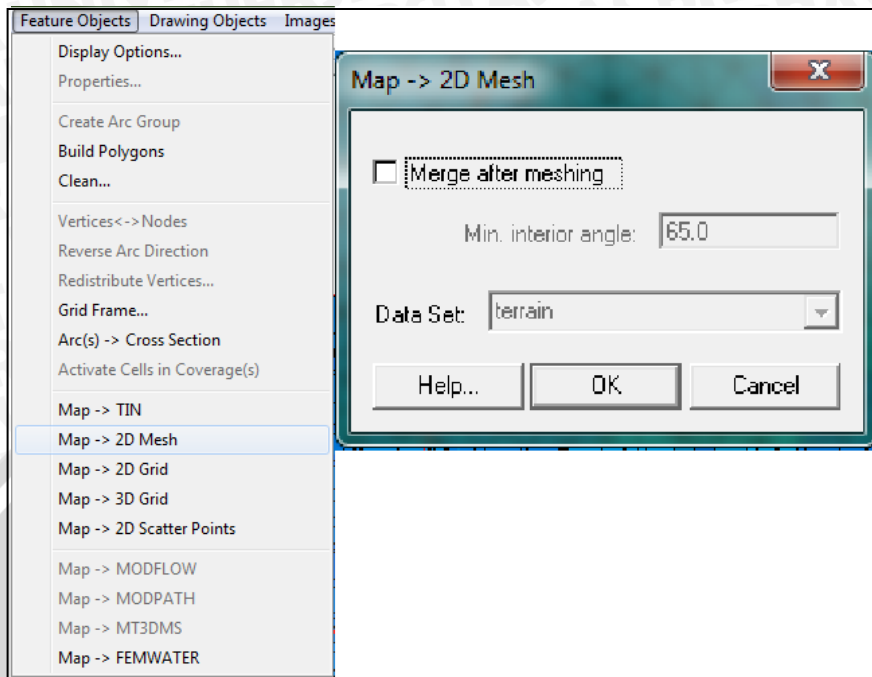 Feature Objects Drawing Objects Images
Display Options...
Properties...
Create Arc Group
Build Polygons
Clean...
Vertices<->Nodes
Reverse Arc Direction
Redistribute Vertices...
Grid Frame...
Arc(s) -> Cross Section
Activate Cells in Coverage(s)
Map -> TIN
Map -> 2D Mesh
Map -> 2D Grid
Map -> 3D Grid
Map -> 2D Scatter Points
Map -> MODFLOW
Map -> MODPATH
Map -> MT3DMS
Map -> FEMWATER
Map -> 2D Mesh
Merge after meshing
Min. interior angle: 65.0
Data Set: terrain
Help... OK Cancel